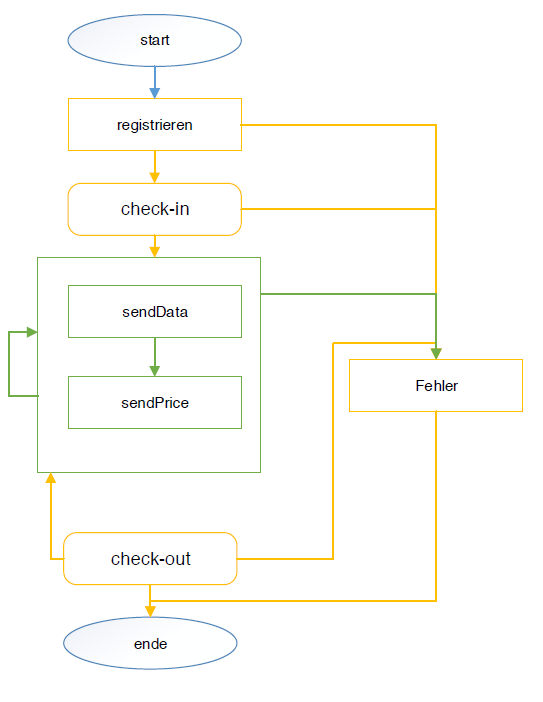 start
registrieren
check-in
sendData
sendPrice
Fehler
check-out
ende